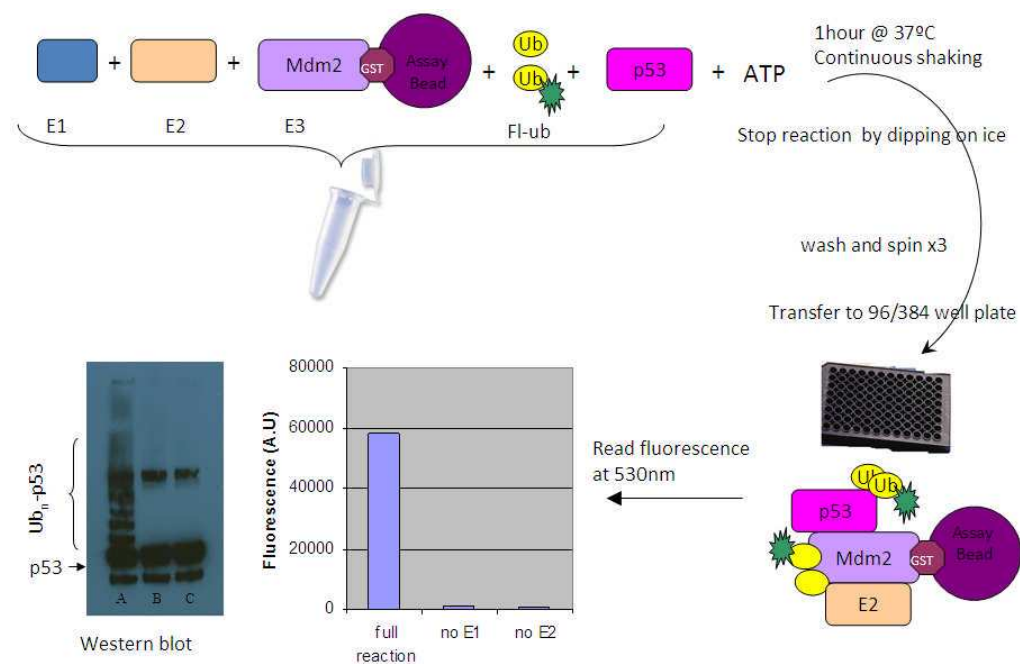 Ub
Mdm2
GST
Assay
Bead
+
+
+
Ub
+
p53
+
ATP
E1
E2
E3
Fl-ub
1hour @ 37ºC
Continuous shaking
Stop reaction by dipping on ice
wash and spin x3
Transfer to 96/384 well plate
Ubn-p53
p53
A B C
Western blot
Fluorescence (A.U)
80000
60000
40000
20000
0
full
reaction
no E1
no E2
Read fluorescence
at 530nm
Ub
Ub
p53
Mdm2
GST
Assay
Bead
E2